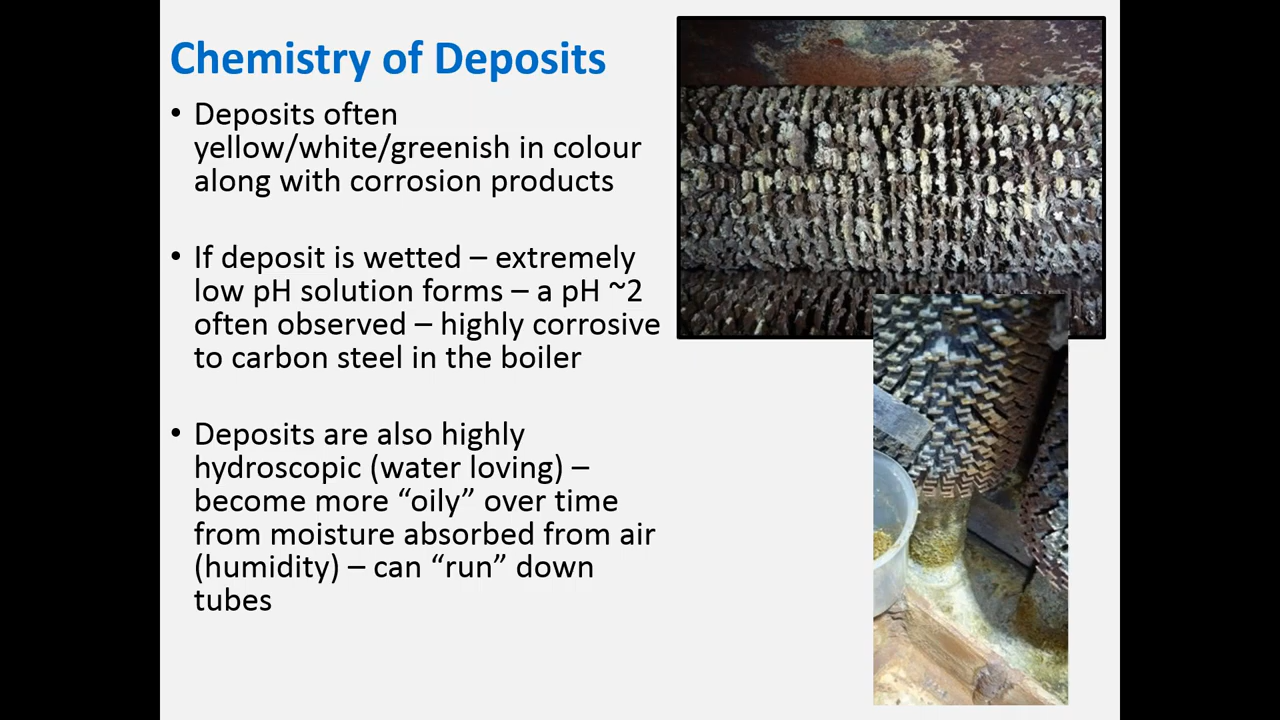 Chemistry of Deposits
• Deposits often
yellow/white/greenish in colour
along with corrosion products
• If deposit is wetted – extremely
low pH solution forms – a pH ~2
often observed – highly corrosive
to carbon steel in the boiler
• Deposits are also highly
hydroscopic (water loving) –
become more “oily” over time
from moisture absorbed from air
(humidity) – can “run” down
tubes